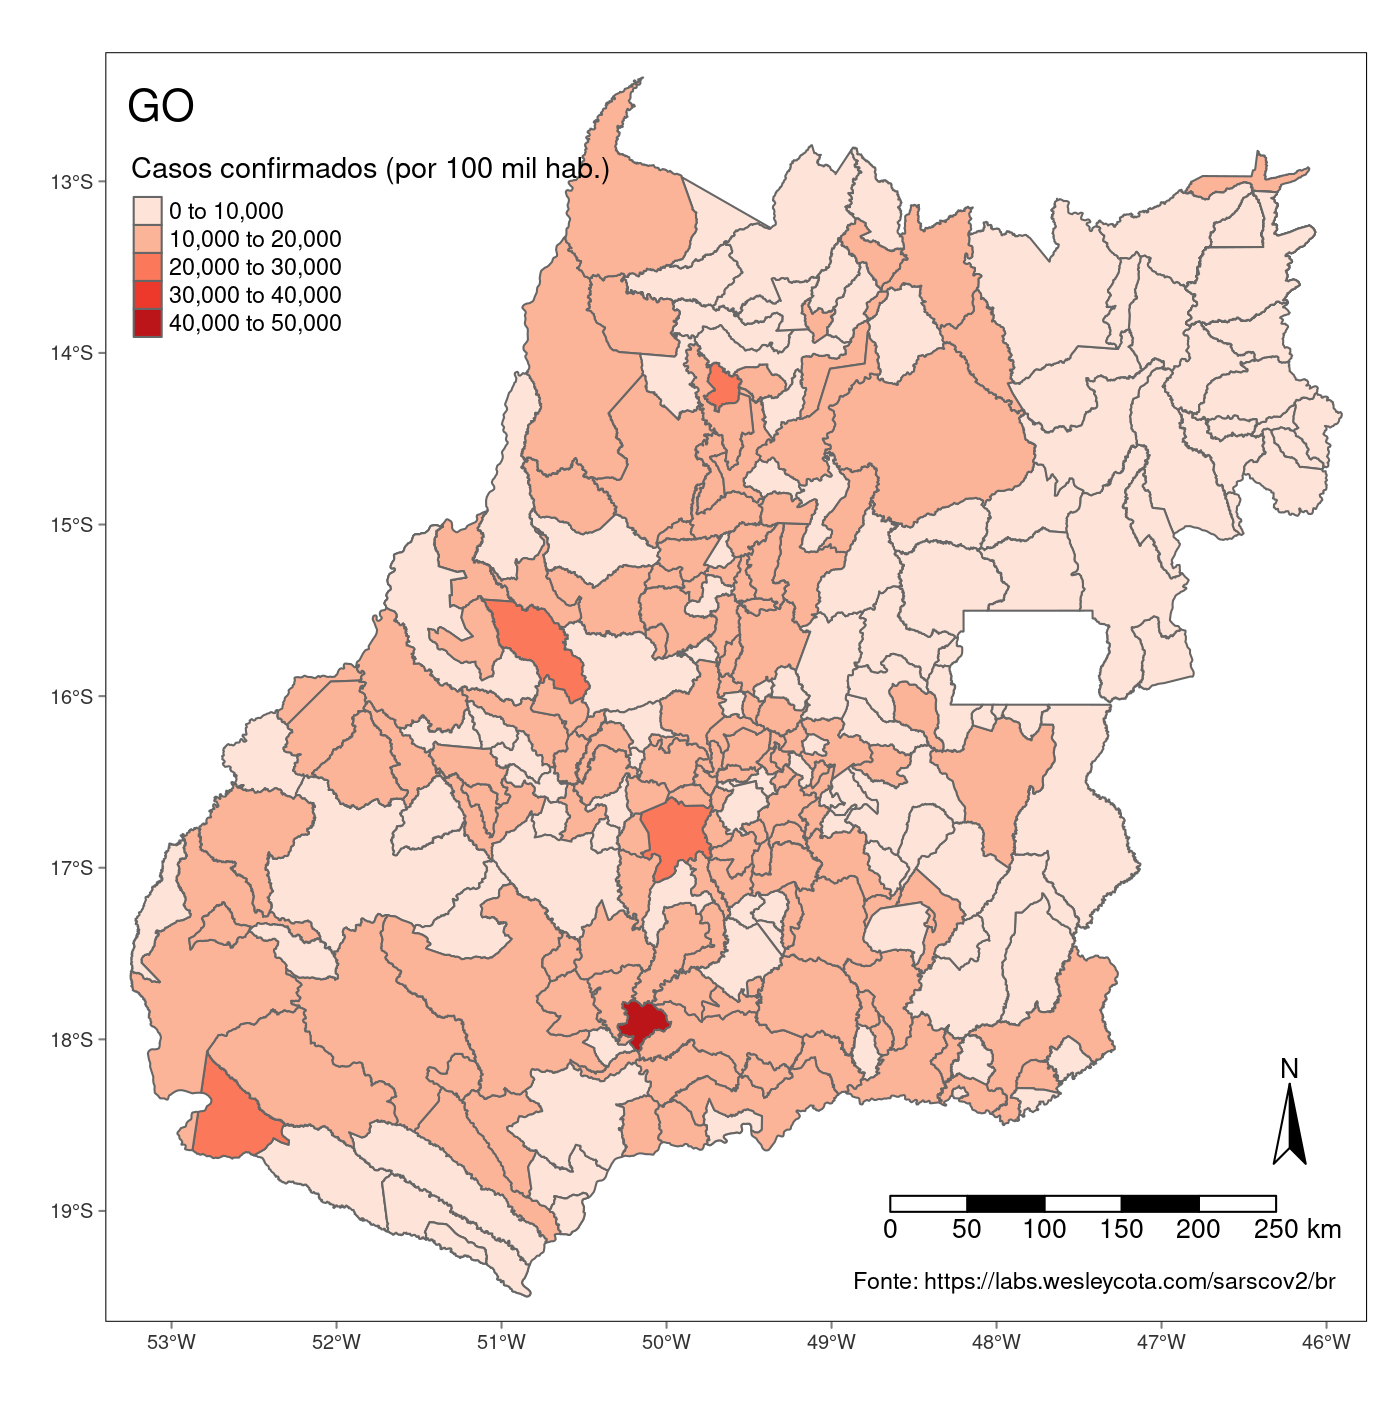 GO
Casos confirmados (por 100 mil hab.)
0 to 10,000
10,000 to 20,000
20,000 to 30,000
30,000 to 40,000
40,000 to 50,000
13°S
14°S
15°S
16°S
17°S
18°S
19°S
N
0 50 100 150 200 250 km
Fonte: https://labs.wesleycota.com/sarscov2/br
53°W 52°W 51°W 50°W 49°W 48°W 47°W 46°W